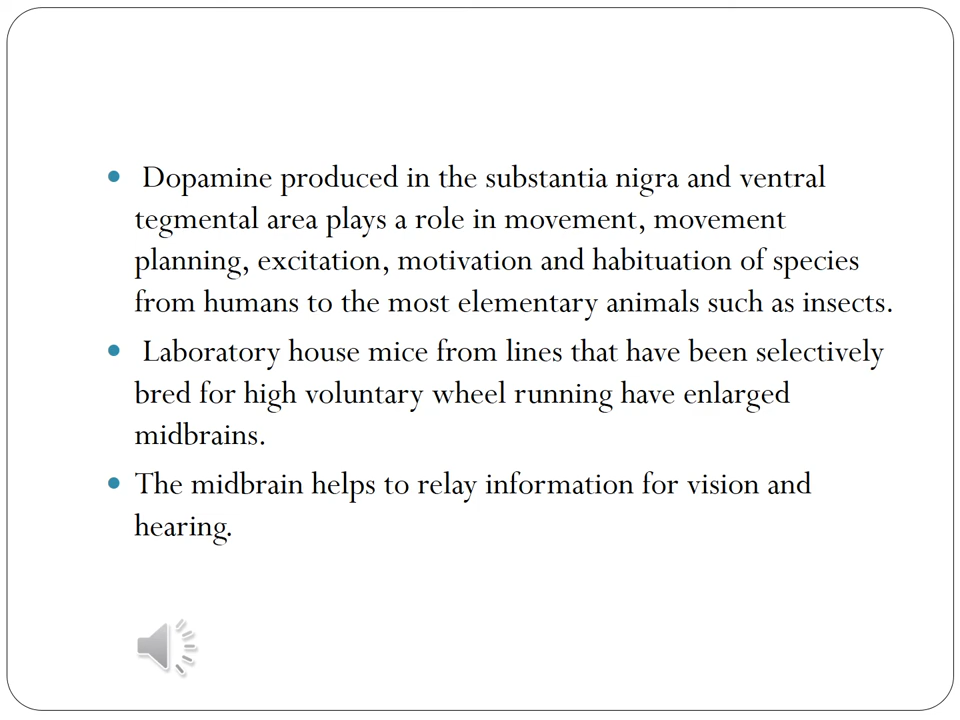 Dopamine produced in the substantia nigra and ventral
tegmental area plays a role in movement, movement
planning, excitation, motivation and habituation of species
from humans to the most elementary animals such as insects.
Laboratory house mice from lines that have been selectively
bred for high voluntary wheel running have enlarged
midbrains.
The midbrain helps to relay information for vision and
hearing.